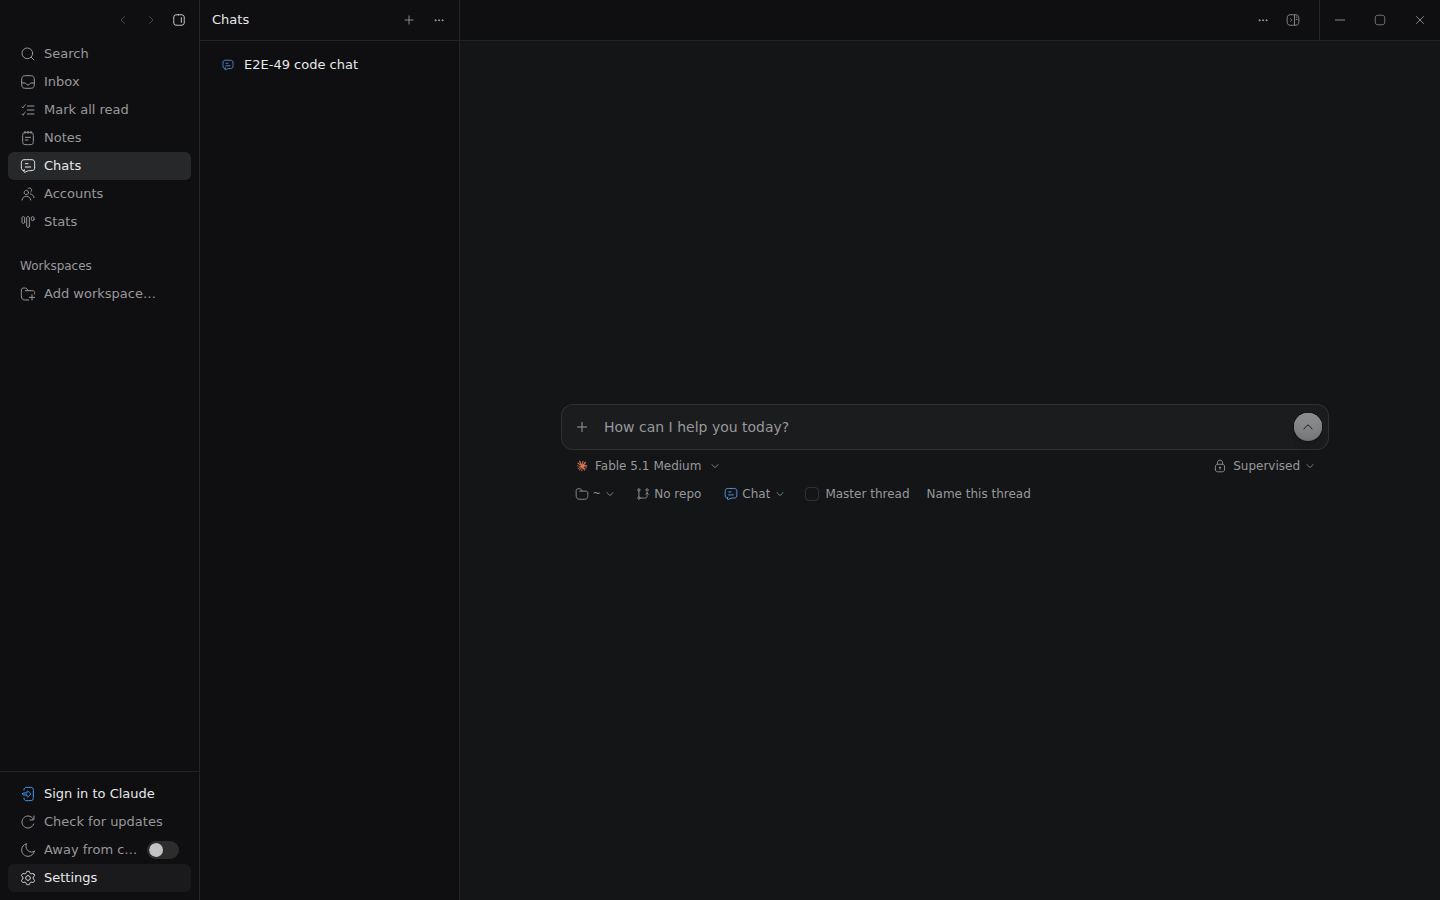 Chats
Search
Inbox
Mark all read
Notes
Chats
Accounts
Stats
Workspaces
Add workspace…
E2E-49 code chat
How can I help you today?
Fable 5.1 Medium
Supervised
~
No repo
Chat
Master thread
Name this thread
Sign in to Claude
Check for updates
Away from c…
Settings